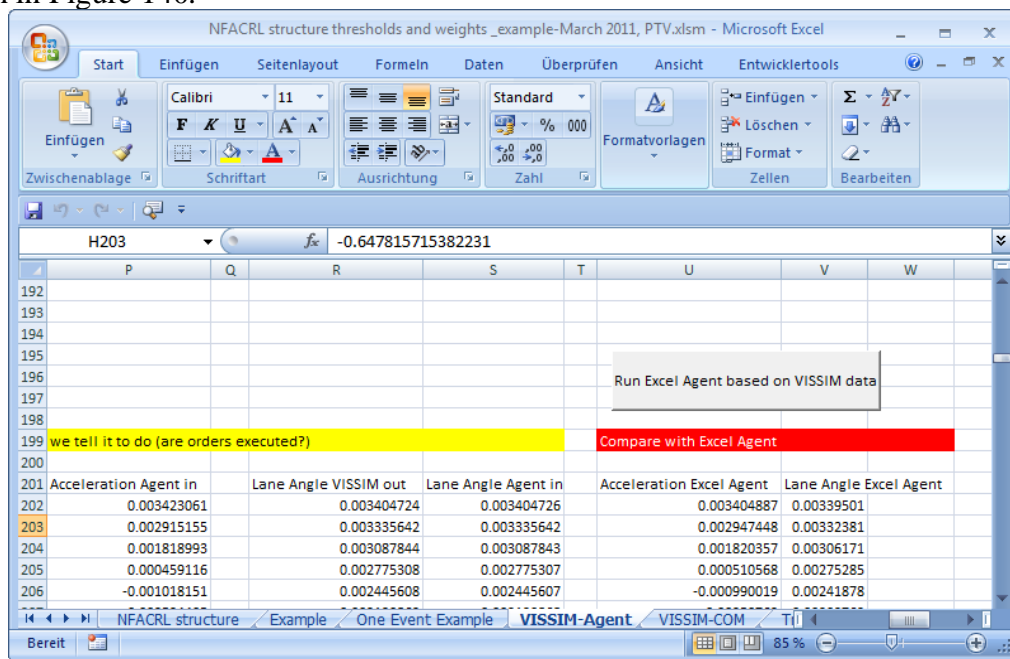 in Figure 146.
NFACRL structure thresholds and weights _example-March 2011, PTV.xlsm - Microsoft Excel
Start Einfügen Seitenlayout Formeln Daten Überprüfen Ansicht Entwicklertools
Calibri 11 Standard Einfügen Σ
F K U A A % 000 Löschen
Einfügen A ,00 ,0 Formatvorlagen Format
Zwischenablage Schriftart Ausrichtung Zahl Zellen Bearbeiten
H203 fx -0.647815715382231
P Q R S T U V W
192
193
194
195
196 Run Excel Agent based on VISSIM data
197
198
199 we tell it to do (are orders executed?) Compare with Excel Agent
200
201 Acceleration Agent in Lane Angle VISSIM out Lane Angle Agent in Acceleration Excel Agent Lane Angle Excel Agent
202 0.003423061 0.003404724 0.003404726 0.003404887 0.00339501
203 0.002915155 0.003335642 0.003335642 0.002947448 0.00332381
204 0.001818993 0.003087844 0.003087843 0.001820357 0.00306171
205 0.000459116 0.002775308 0.002775307 0.000510568 0.00275285
206 -0.001018151 0.002445608 0.002445607 -0.000990019 0.00241878
NFACRL structure Example One Event Example VISSIM-Agent VISSIM-COM
Bereit 85 %